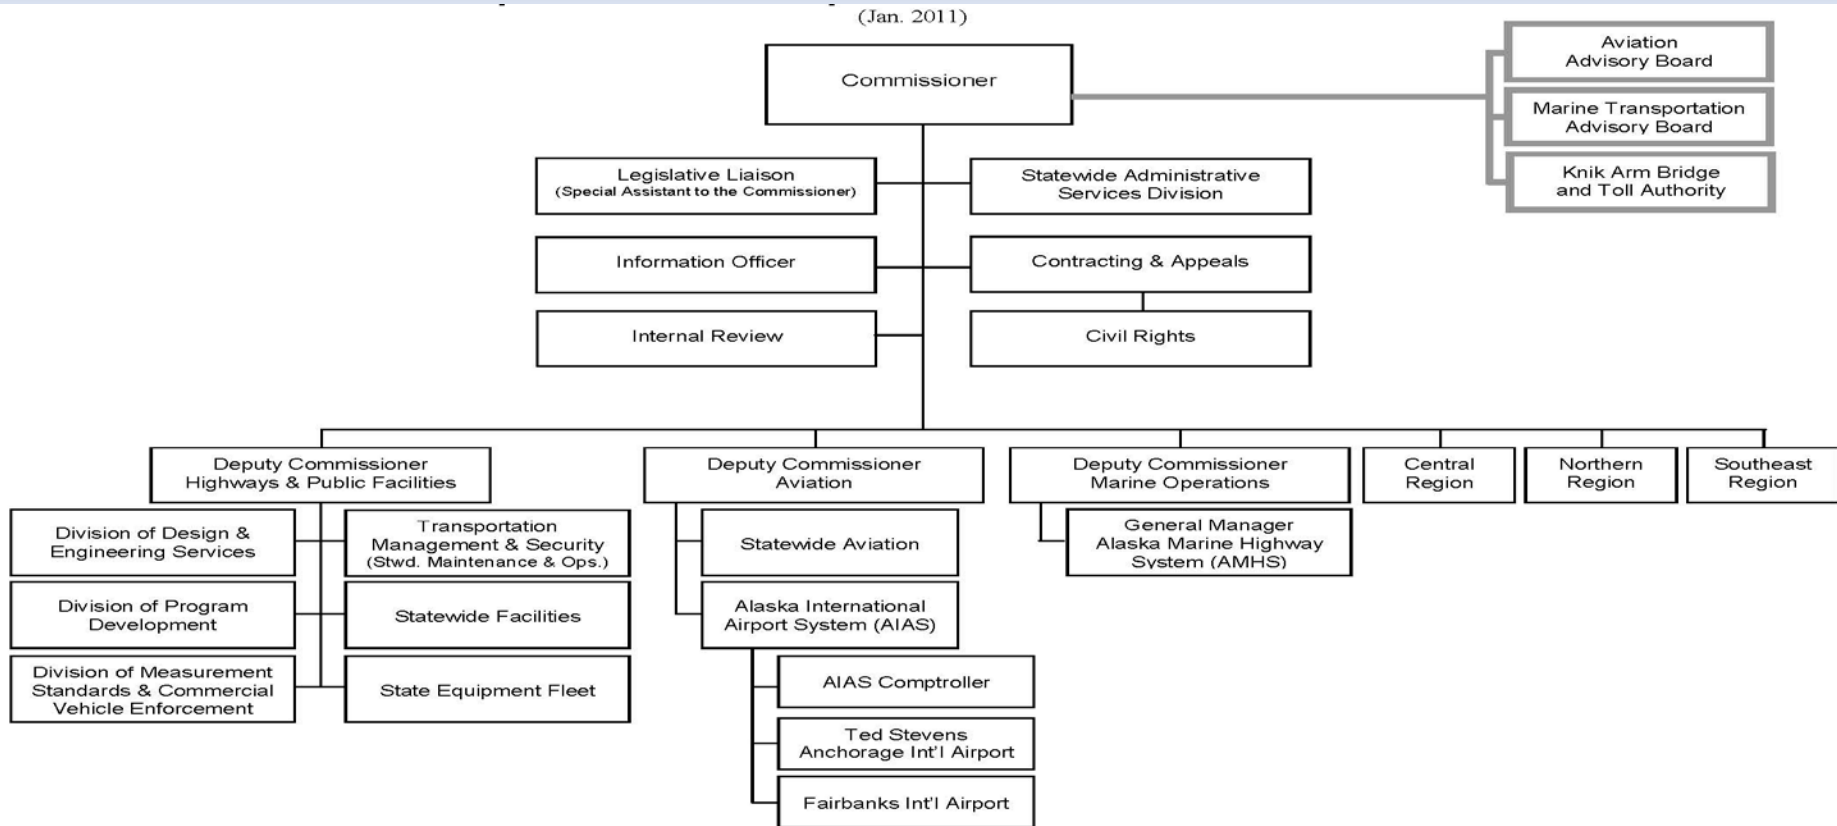 (Jan. 2011)
Commissioner
Aviation
Advisory Board
Marine Transportation
Advisory Board
Knik Arm Bridge
and Toll Authority
Legislative Liaison
(Special Assistant to the Commissioner)
Statewide Administrative
Services Division
Information Officer
Contracting & Appeals
Internal Review
Civil Rights
Deputy Commissioner
Highways & Public Facilities
Deputy Commissioner
Aviation
Deputy Commissioner
Marine Operations
Central
Region
Northern
Region
Southeast
Region
Division of Design &
Engineering Services
Transportation
Management & Security
(Stwd. Maintenance & Ops.)
Division of Program
Development
Statewide Facilities
Division of Measurement
Standards & Commercial
Vehicle Enforcement
State Equipment Fleet
Statewide Aviation
Alaska International
Airport System (AIAS)
AIAS Comptroller
Ted Stevens
Anchorage Int'l Airport
Fairbanks Int'l Airport
General Manager
Alaska Marine Highway
System (AMHS)